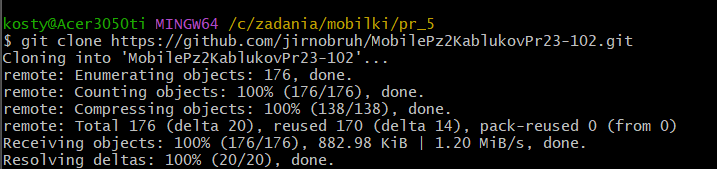 kosty@Acer3050ti MINGW64 /c/zadania/mobilki/pr_5
$ git clone https://github.com/jirnobruh/MobilePz2KablukovPr23-102.git
Cloning into 'MobilePz2KablukovPr23-102'...
remote: Enumerating objects: 176, done.
remote: Counting objects: 100% (176/176), done.
remote: Compressing objects: 100% (138/138), done.
remote: Total 176 (delta 20), reused 170 (delta 14), pack-reused 0 (from 0)
Receiving objects: 100% (176/176), 882.98 KiB | 1.20 MiB/s, done.
Resolving deltas: 100% (20/20), done.